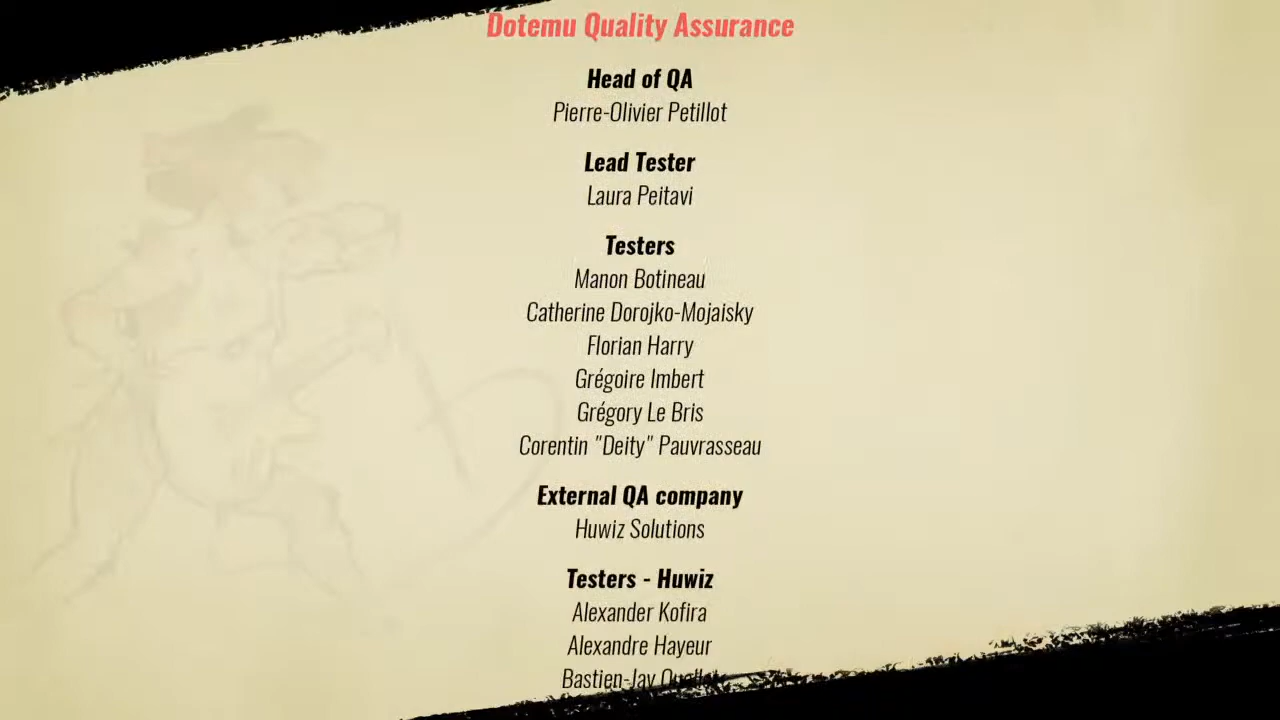 Dotemu Quality Assurance
Head of QA
Pierre-Olivier Petillot
Lead Tester
Laura Peitavi
Testers
Manon Botineau
Catherine Dorojko-Mojaisky
Florian Harry
Grégoire Imbert
Grégory Le Bris
Corentin "Deity" Pauvrasseau
External QA company
Huwiz Solutions
Testers - Huwiz
Alexander Kofira
Alexandre Hayeur
Bastien-Jay